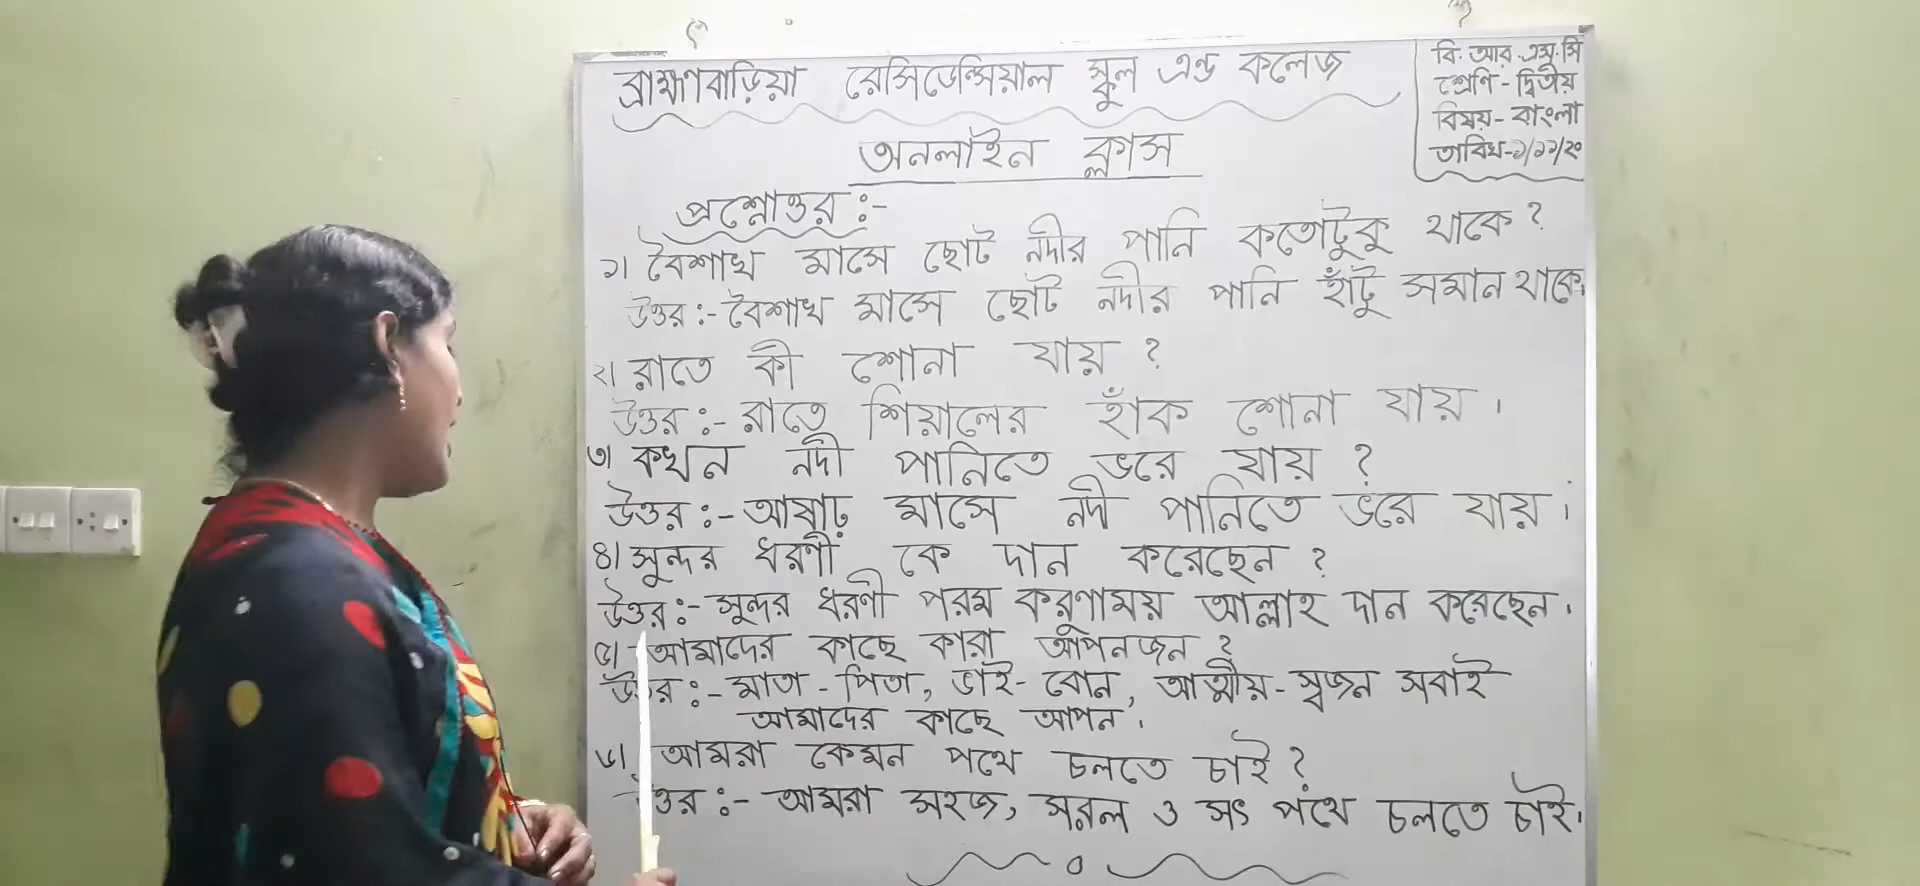 ব্রাহ্মণবাড়িয়া রেসিডেন্সিয়াল স্কুল এন্ড কলেজ
বি. আর. এস. সি
শ্রেণি - দ্বিতীয়
বিষয় - বাংলা
তারিখ-১/১১/২০
অনলাইন ক্লাস
প্রশ্নোত্তর :-
১। বৈশাখ মাসে ছোট নদীর পানি কতোটুকু থাকে ?
উত্তর :- বৈশাখ মাসে ছোট নদীর পানি হাঁটু সমান থাকে।
২। রাতে কী শোনা যায় ?
উত্তর :- রাতে শিয়ালের হাঁক শোনা যায় ।
৩। কখন নদী পানিতে ভরে যায় ?
উত্তর :- আষাঢ় মাসে নদী পানিতে ভরে যায় ।
৪। সুন্দর ধরণী কে দান করেছেন ?
উত্তর :- সুন্দর ধরণী পরম করুণাময় আল্লাহ দান করেছেন ।
৫। আমাদের কাছে কারা আপনজন ?
উত্তর :- মাতা - পিতা, ভাই - বোন, আত্মীয় - স্বজন সবাই
আমাদের কাছে আপন ।
৬। আমরা কেমন পথে চলতে চাই ?
উত্তর :- আমরা সহজ, সরল ও সৎ পথে চলতে চাই ।